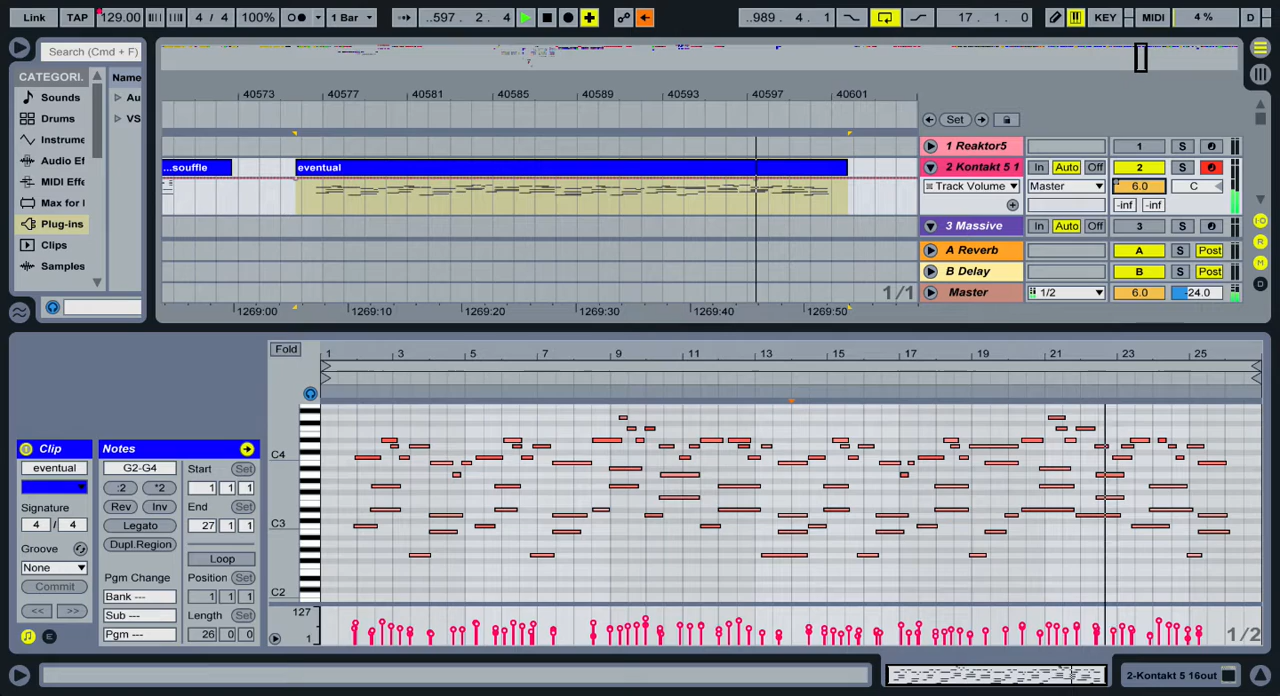 Link TAP 129.00 4 / 4 100% 1 Bar ..597. 2. 4 ..989. 4. 1 17. 1. 0 KEY MIDI 4 % D
Search (Cmd + F)
CATEGORI. Name
Sounds Au
Drums VS
Instrume
Audio Ef
MIDI Effe
Max for l
Plug-ins
Clips
Samples
40573 40577 40581 40585 40589 40593 40597 40601
Set
...souffle eventual
1 Reaktor5 1 S
2 Kontakt 5 1 In Auto Off 2 S
Track Volume Master 6.0 C
-inf -inf
3 Massive In Auto Off 3 S
A Reverb A S Post
B Delay B S Post
1/1 Master 1/2 6.0 -24.0
1269:00 1269:10 1269:20 1269:30 1269:40 1269:50
I-O
R
M
D
Fold 1 3 5 7 9 11 13 15 17 19 21 23 25
C4
C3
C2
127
1
1/2
Clip
eventual
Signature
4 / 4
Groove
None
Commit
<< >>
E
Notes
G2-G4
:2 *2
Rev Inv
Legato
Dupl.Region
Pgm Change
Bank ---
Sub ---
Pgm ---
Start Set
1 1 1
End Set
27 1 1
Loop
Position Set
1 1 1
Length Set
26 0 0
2-Kontakt 5 16out